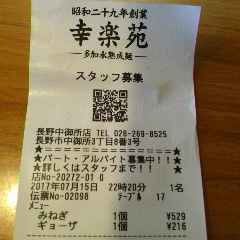 昭和二十九年創業
幸楽苑
―多加水熟成麺―
スタッフ募集
長野中御所店 TEL 026-269-8525
長野市中御所3丁目8番3号
★★★★★★★★★★★★★★★★
★パート・アルバイト募集中!!★
★詳しくはスタッフまで!!★
店No-20272-01 0
2017年07月15日 22時20分 1名
伝票No-02098 テーブル 17
メニュー
みねぎ 1個 ¥529
ギョーザ 1個 ¥216